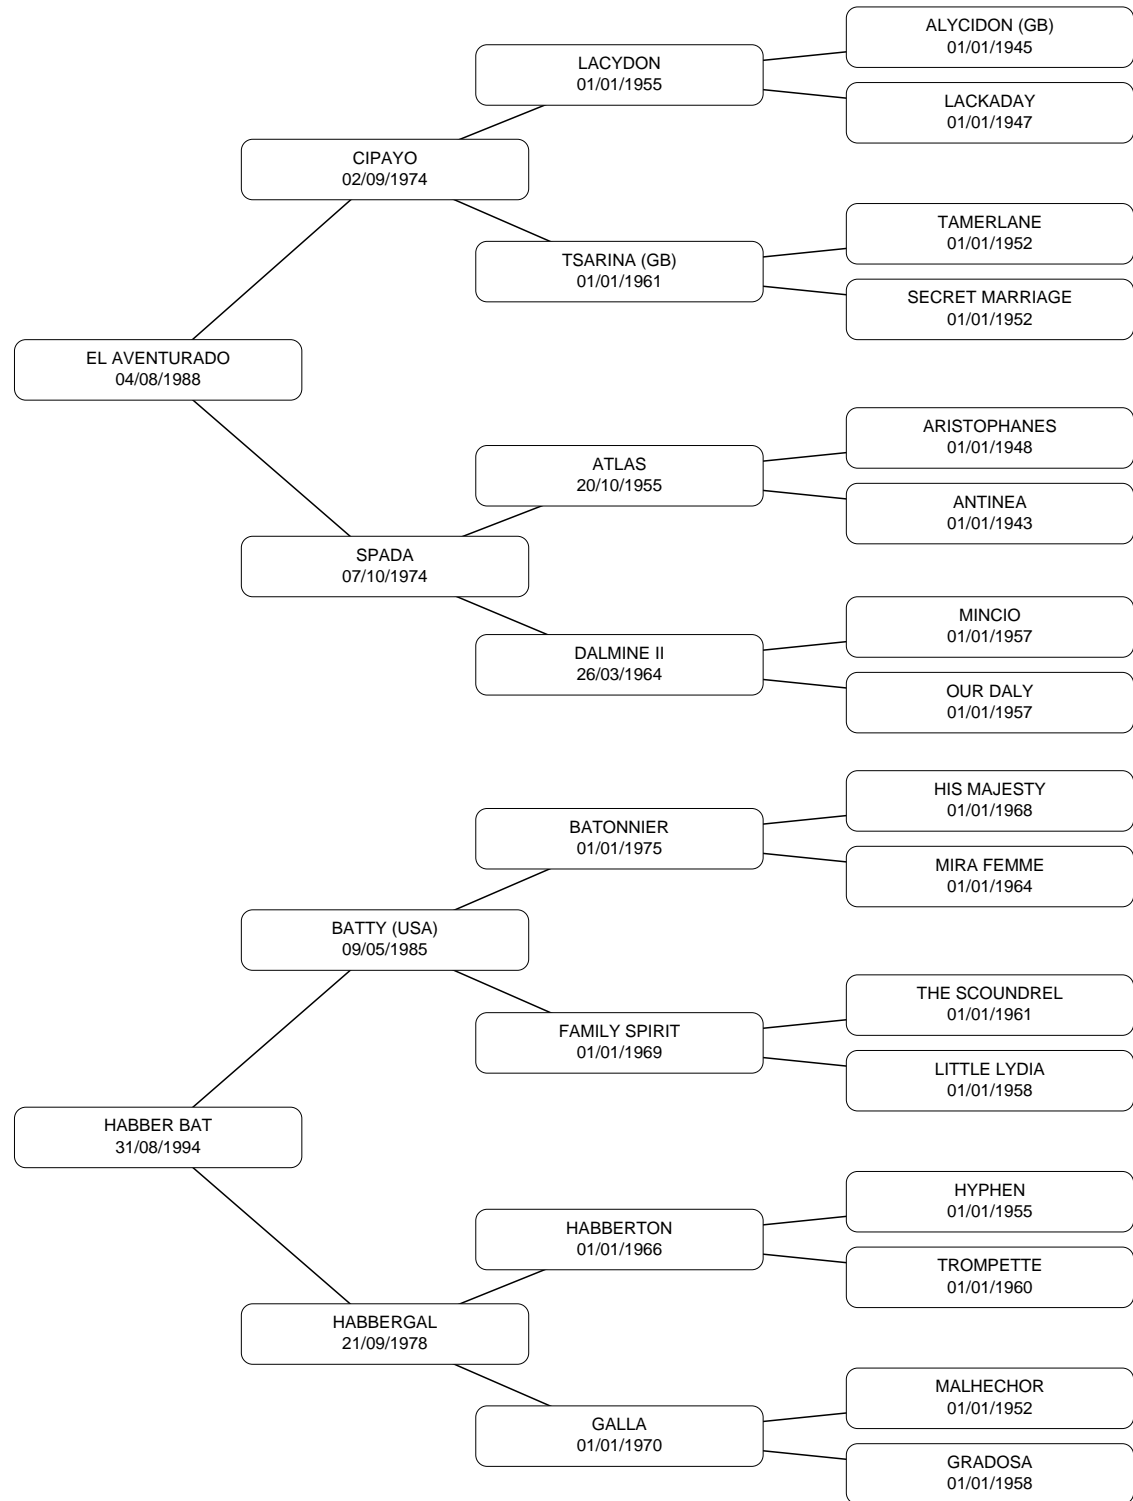 ALYCIDON (GB)
01/01/1945
LACYDON
01/01/1955
LACKADAY
01/01/1947
CIPAYO
02/09/1974
TAMERLANE
01/01/1952
TSARINA (GB)
01/01/1961
SECRET MARRIAGE
01/01/1952
EL AVENTURADO
04/08/1988
ARISTOPHANES
01/01/1948
ATLAS
20/10/1955
ANTINEA
01/01/1943
SPADA
07/10/1974
MINCIO
01/01/1957
DALMINE II
26/03/1964
OUR DALY
01/01/1957
HIS MAJESTY
01/01/1968
BATONNIER
01/01/1975
MIRA FEMME
01/01/1964
BATTY (USA)
09/05/1985
THE SCOUNDREL
01/01/1961
FAMILY SPIRIT
01/01/1969
LITTLE LYDIA
01/01/1958
HABBER BAT
31/08/1994
HYPHEN
01/01/1955
HABBERTON
01/01/1966
TROMPETTE
01/01/1960
HABBERGAL
21/09/1978
MALHECHOR
01/01/1952
GALLA
01/01/1970
GRADOSA
01/01/1958